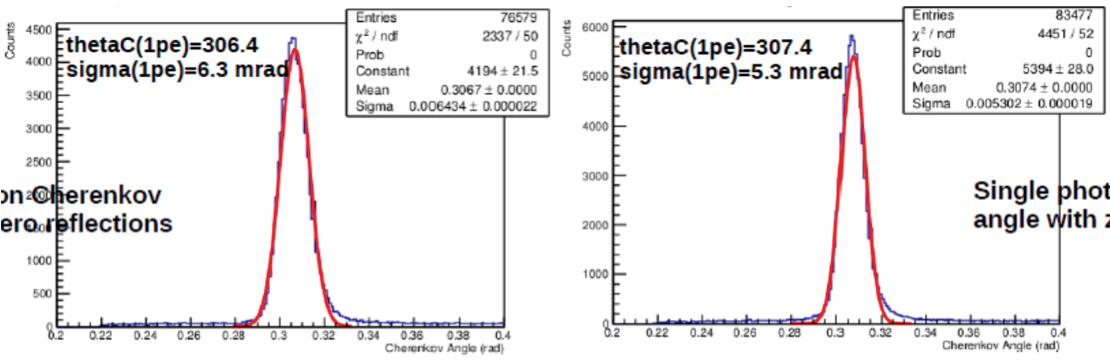 Counts
thetaC(1pe)=306.4
sigma(1pe)=6.3 mrad
Entries 76579
χ² / ndf 2337 / 50
Prob 0
Constant 4194 ± 21.5
Mean 0.3067 ± 0.0000
Sigma 0.006434 ± 0.000022
4500
4000
3500
3000
2500
2000
1500
1000
500
0
on Cherenkov
ero reflections
0.2 0.22 0.24 0.26 0.28 0.3 0.32 0.34 0.36 0.38 0.4
Cherenkov Angle (rad)
Counts
thetaC(1pe)=307.4
sigma(1pe)=5.3 mrad
Entries 83477
χ² / ndf 4451 / 52
Prob 0
Constant 5394 ± 28.0
Mean 0.3074 ± 0.0000
Sigma 0.005302 ± 0.000019
6000
5000
4000
3000
2000
1000
0
Single phot
angle with z
0.2 0.22 0.24 0.26 0.28 0.3 0.32 0.34 0.36 0.38 0.4
Cherenkov Angle (rad)